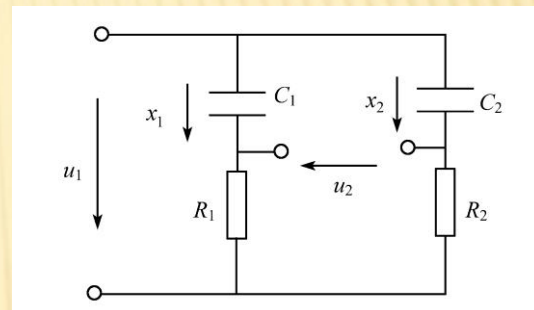 C₁
x₁
x₂
C₂
u₁
u₂
R₁
R₂